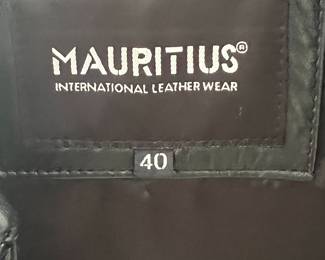 MAURITIUS®
INTERNATIONAL LEATHER WEAR
40